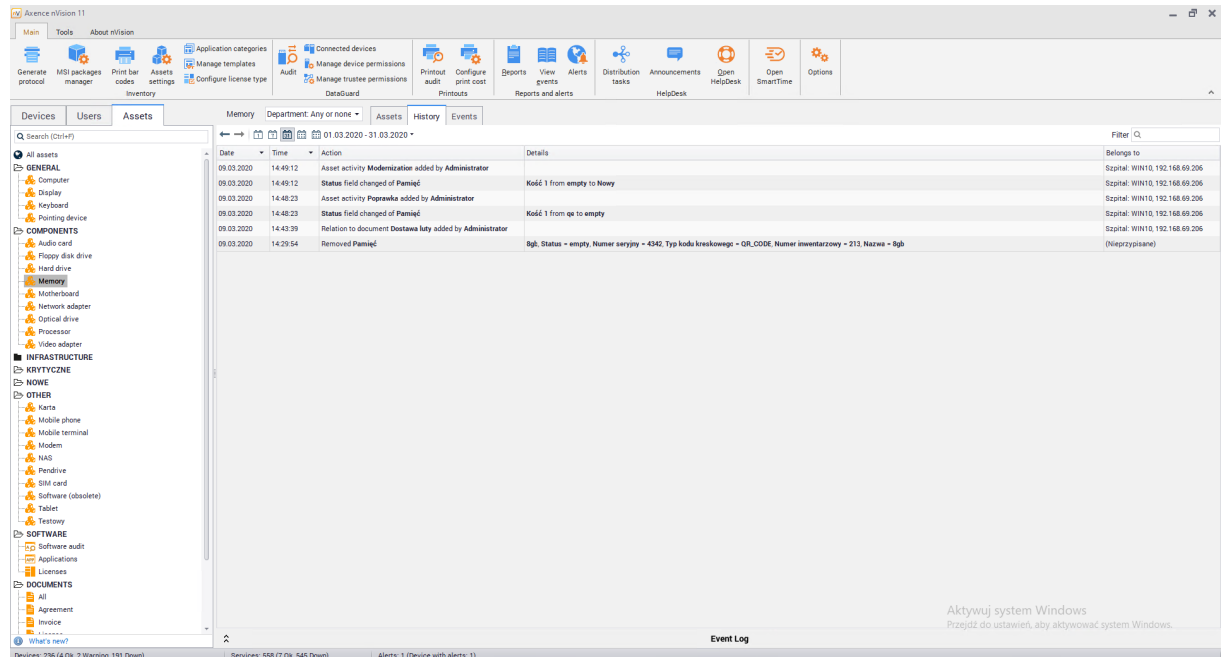 Axence nVision 11
Main Tools About nVision
Generate protocol
MSI packages manager
Print bar codes
Assets settings
Application categories
Manage templates
Configure license type
Inventory
Audit
Connected devices
Manage device permissions
Manage trustee permissions
DataGuard
Printout audit
Configure print cost
Printouts
Reports
View events
Alerts
Reports and alerts
Distribution tasks
Announcements
Open HelpDesk
HelpDesk
Open SmartTime
Options
Devices Users Assets
Search (Ctrl+F)
All assets
GENERAL
Computer
Display
Keyboard
Pointing device
COMPONENTS
Audio card
Floppy disk drive
Hard drive
Memory
Motherboard
Network adapter
Optical drive
Processor
Video adapter
INFRASTRUCTURE
KRYTYCZNE
NOWE
OTHER
Karta
Mobile phone
Mobile terminal
Modem
NAS
Pendrive
SIM card
Software (obsolete)
Tablet
Testowy
SOFTWARE
Software audit
Applications
Licenses
DOCUMENTS
All
Agreement
Invoice
What's new?
Memory Department: Any or none Assets History Events
01.03.2020 - 31.03.2020 Filter
Date Time Action Details Belongs to
09.03.2020 14:49:12 Asset activity Modernization added by Administrator Szpital: WIN10, 192.168.69.206
09.03.2020 14:49:12 Status field changed of Pamięć Kość 1 from empty to Nowy Szpital: WIN10, 192.168.69.206
09.03.2020 14:48:23 Asset activity Poprawka added by Administrator Szpital: WIN10, 192.168.69.206
09.03.2020 14:48:23 Status field changed of Pamięć Kość 1 from qe to empty Szpital: WIN10, 192.168.69.206
09.03.2020 14:43:39 Relation to document Dostawa luty added by Administrator Szpital: WIN10, 192.168.69.206
09.03.2020 14:29:54 Removed Pamięć 8gb, Status = empty, Numer seryjny = 4342, Typ kodu kreskowego = QR_CODE, Numer inwentarzowy = 213, Nazwa = 8gb (Nieprzypisane)
Aktywuj system Windows
Przejdź do ustawień, aby aktywować system Windows.
Event Log
Devices: 236 (4 Ok, 2 Warning, 191 Down) Services: 558 (7 Ok, 545 Down) Alerts: 1 (Device with alerts: 1)